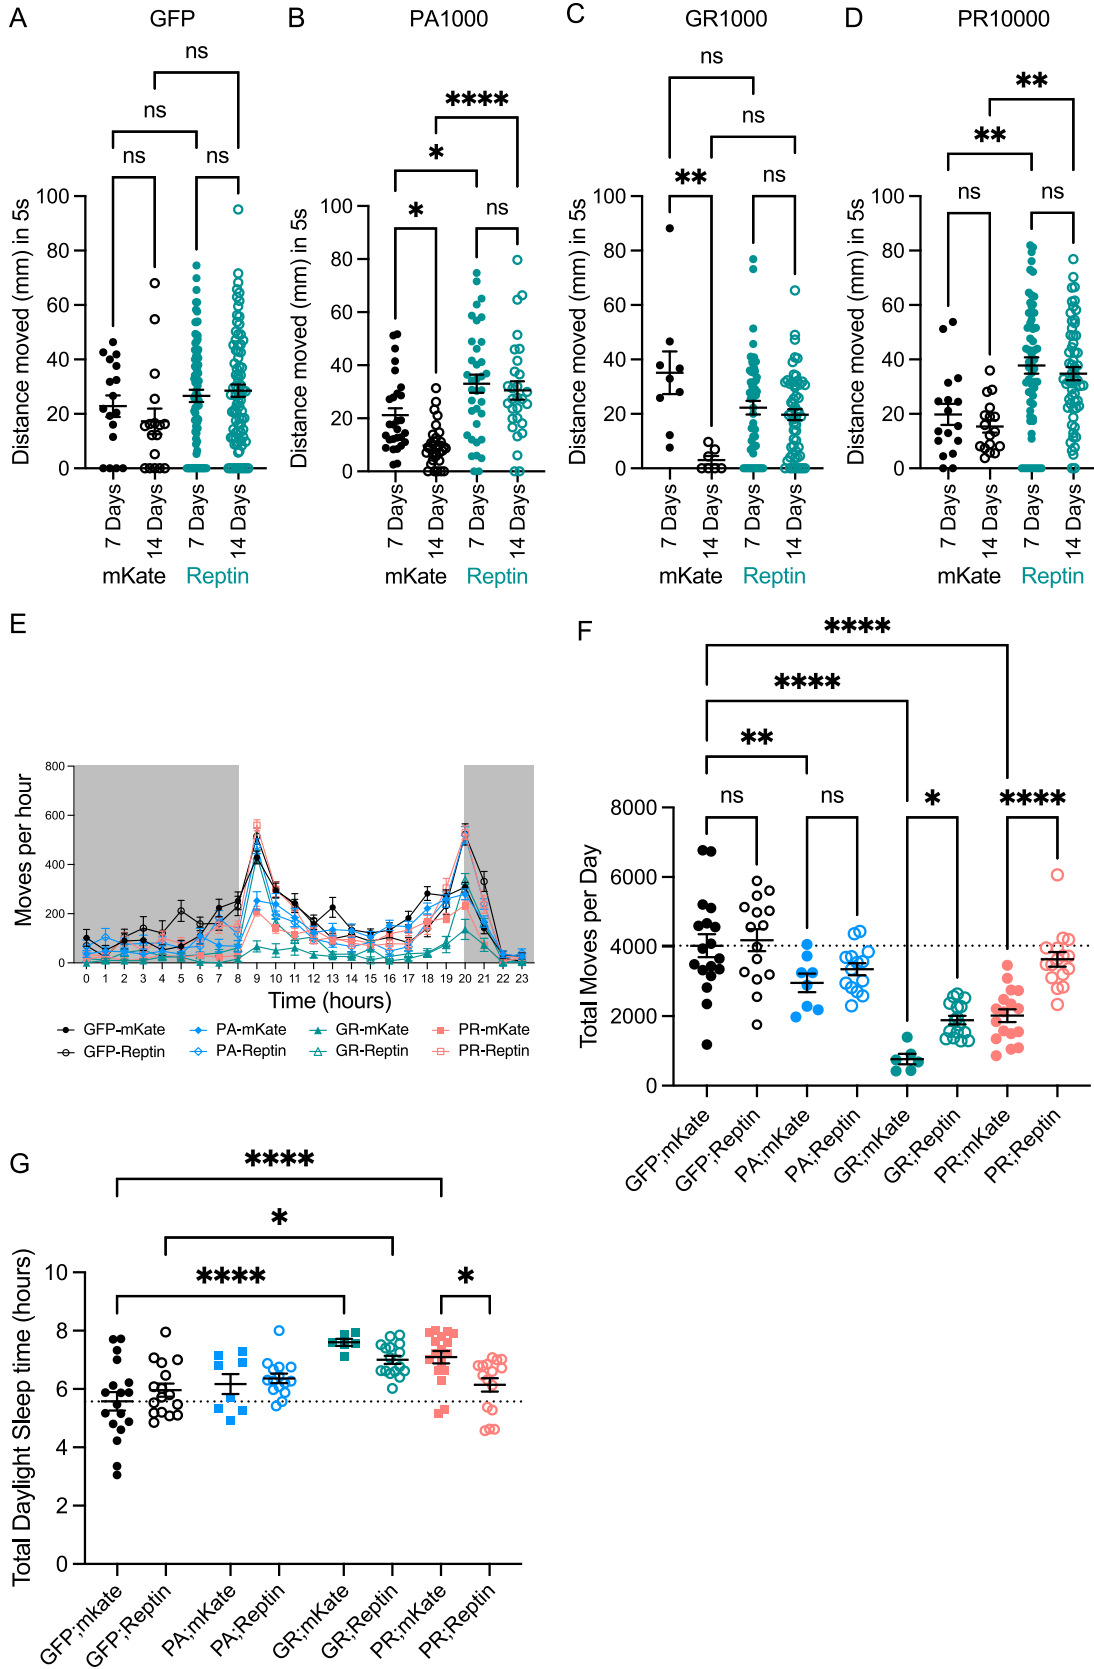 A
GFP
B
PA1000
C
GR1000
D
PR10000
ns
ns
ns
ns
Distance moved (mm) in 5s
100
80
60
40
20
0
7 Days
14 Days
7 Days
14 Days
mKate
Reptin
****
*
*
ns
Distance moved (mm) in 5s
100
80
60
40
20
0
7 Days
14 Days
7 Days
14 Days
mKate
Reptin
ns
ns
**
ns
Distance moved (mm) in 5s
100
80
60
40
20
0
7 Days
14 Days
7 Days
14 Days
mKate
Reptin
**
**
ns
ns
Distance moved (mm) in 5s
100
80
60
40
20
0
7 Days
14 Days
7 Days
14 Days
mKate
Reptin
E
Moves per hour
800
600
400
200
0
0 1 2 3 4 5 6 7 8 9 10 11 12 13 14 15 16 17 18 19 20 21 22 23
Time (hours)
GFP-mKate PA-mKate GR-mKate PR-mKate
GFP-Reptin PA-Reptin GR-Reptin PR-Reptin
F
****
****
**
ns
ns
*
****
Total Moves per Day
8000
6000
4000
2000
0
GFP;mKate
GFP;Reptin
PA;mKate
PA;Reptin
GR;mKate
GR;Reptin
PR;mKate
PR;Reptin
G
****
*
****
*
Total Daylight Sleep time (hours)
10
8
6
4
2
0
GFP;mkate
GFP;Reptin
PA;mKate
PA;Reptin
GR;mKate
GR;Reptin
PR;mKate
PR;Reptin